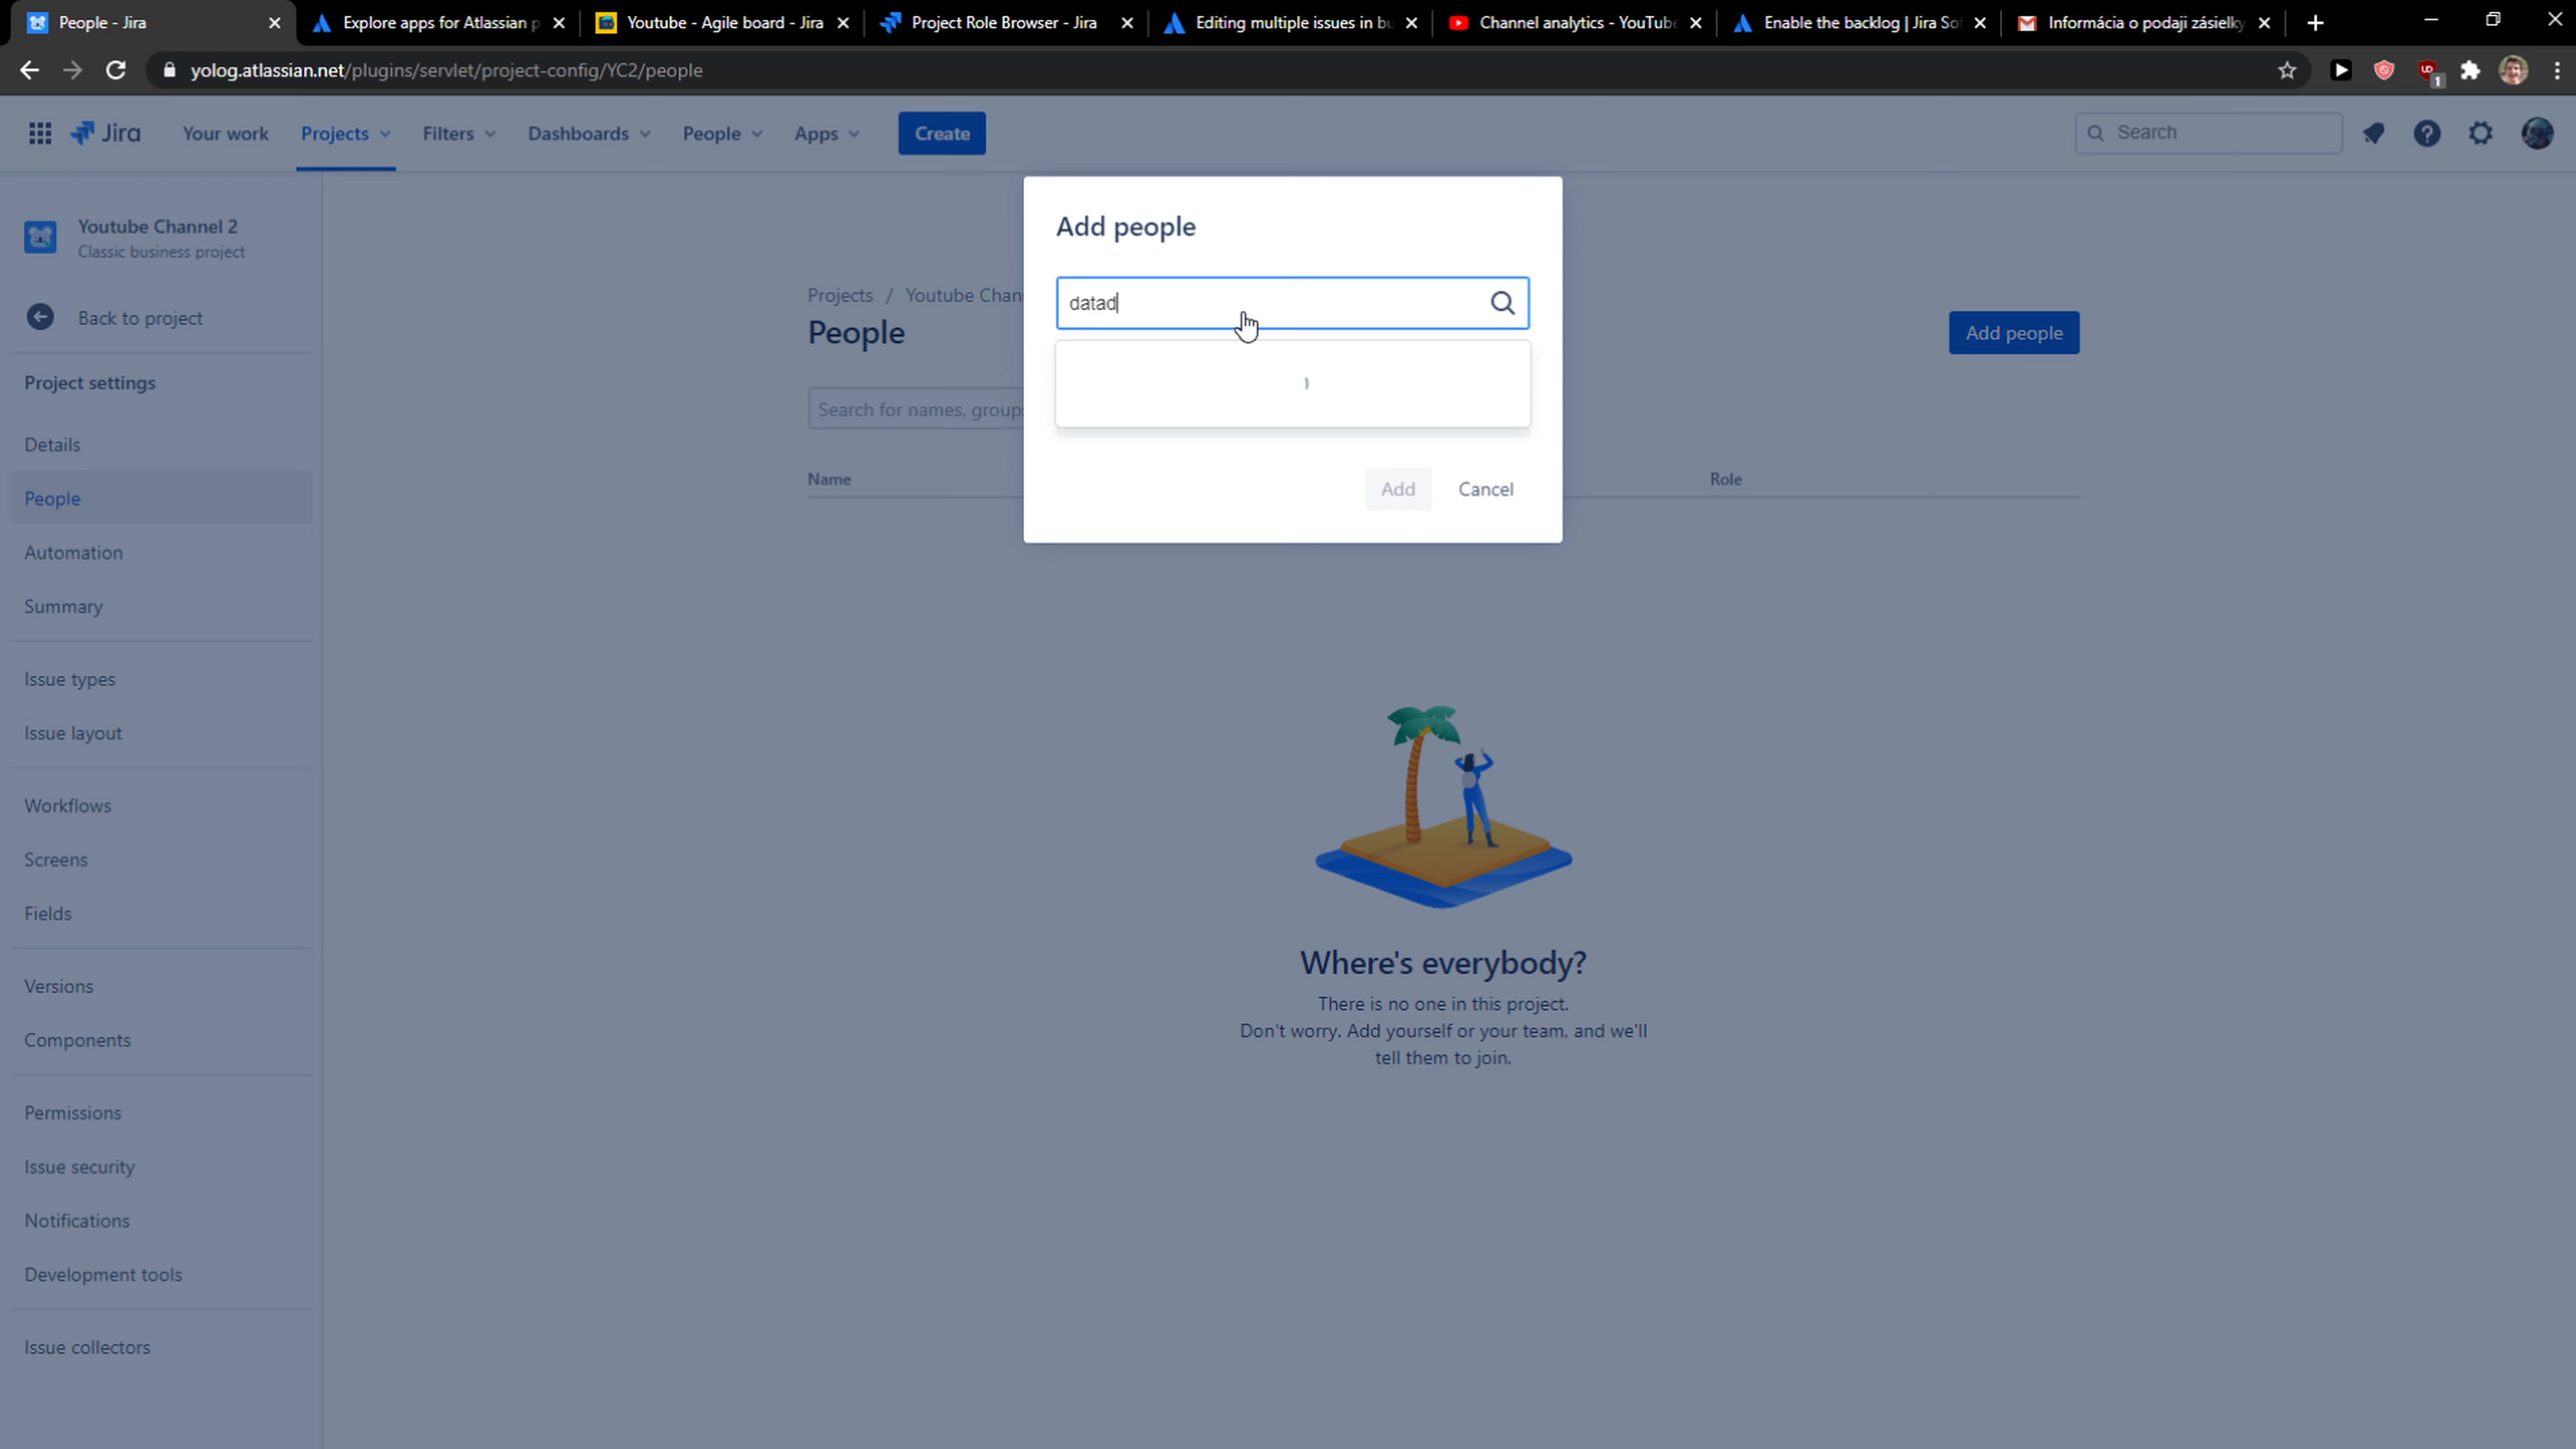 People - Jira
Explore apps for Atlassian p
Youtube - Agile board - Jira
Project Role Browser - Jira
Editing multiple issues in bu
Channel analytics - YouTube
Enable the backlog | Jira So
Informácia o podaji zásielky
yolog.atlassian.net/plugins/servlet/project-config/YC2/people
1
Jira
Your work
Projects
Filters
Dashboards
People
Apps
Create
Search
Youtube Channel 2
Classic business project
Back to project
Project settings
Details
People
Automation
Summary
Issue types
Issue layout
Workflows
Screens
Fields
Versions
Components
Permissions
Issue security
Notifications
Development tools
Issue collectors
Projects / Youtube Chan
People
Add people
Search for names, group
Name
Role
Add people
datad
Add
Cancel
Where's everybody?
There is no one in this project.
Don't worry. Add yourself or your team, and we'll
tell them to join.